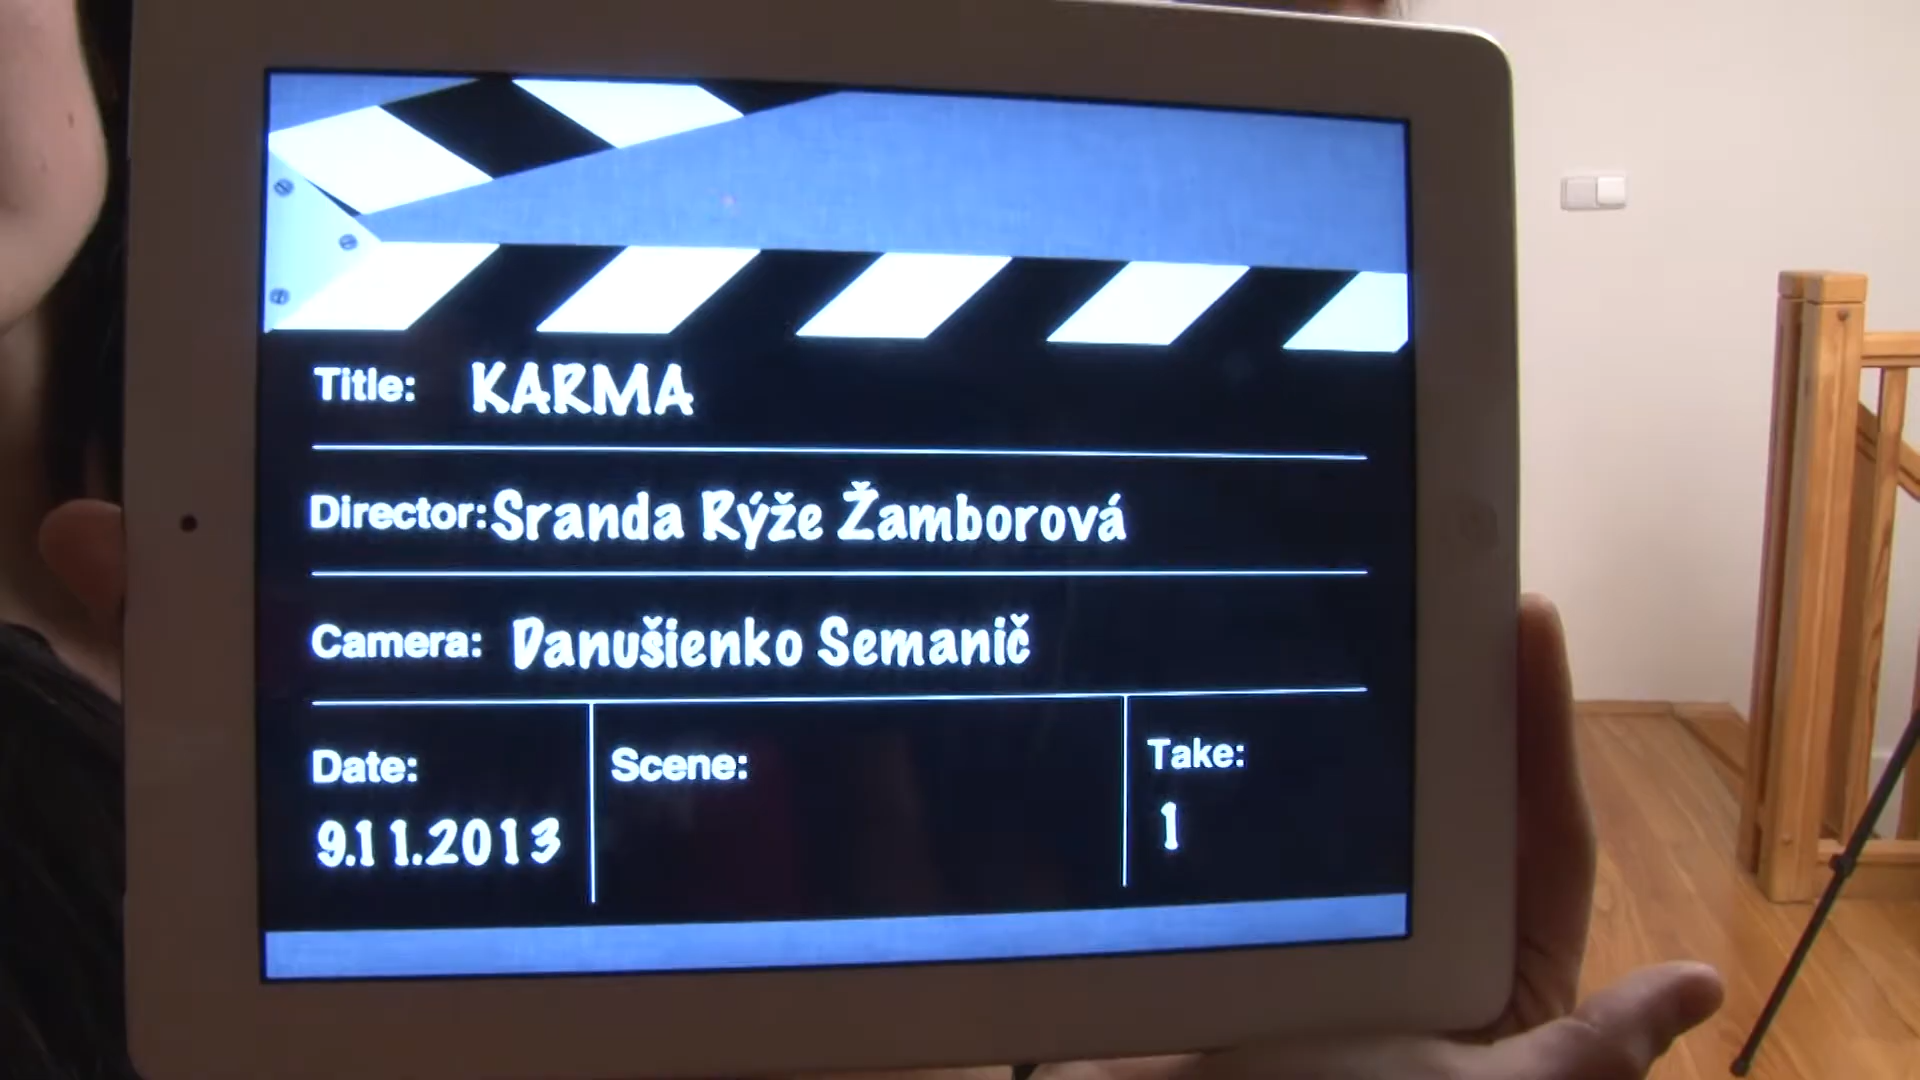 Title: KARMA
Director: Sranda Rýže Žamborová
Camera: Danušienko Semanič
Date: Scene: Take:
9.11.2013 1